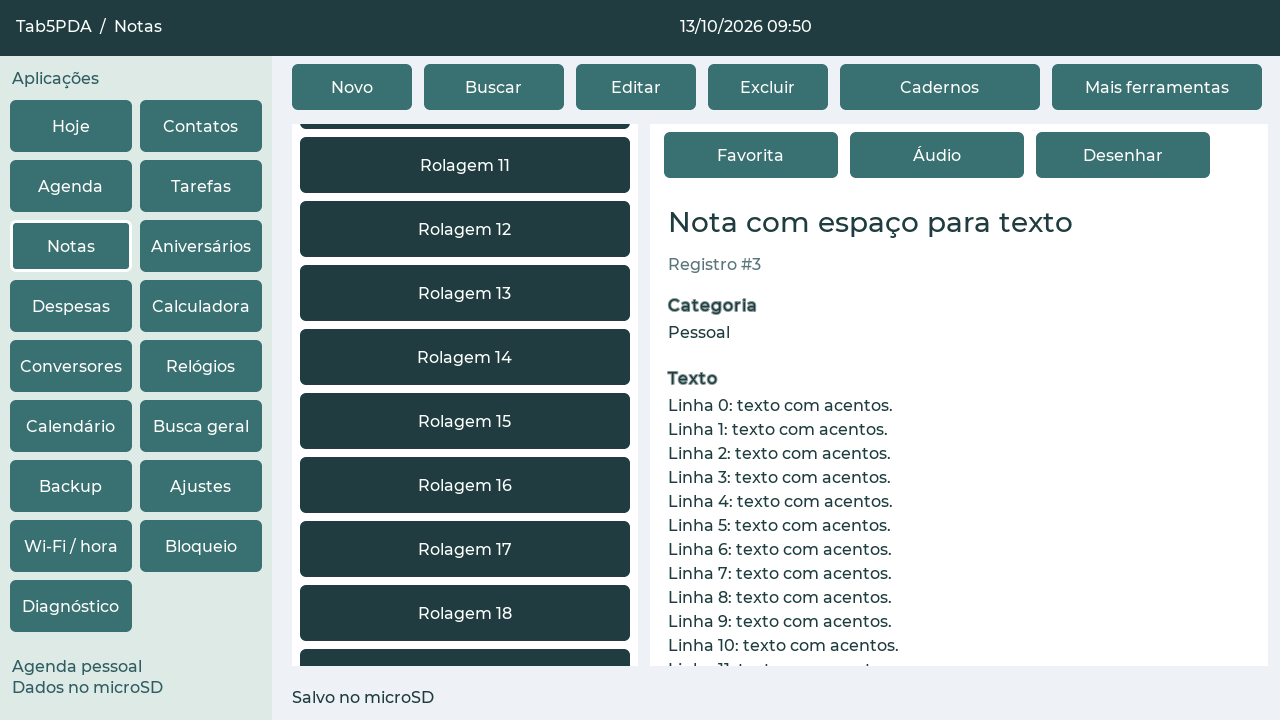 Tab5PDA / Notas
13/10/2026 09:50
Aplicações
Hoje
Contatos
Agenda
Tarefas
Notas
Aniversários
Despesas
Calculadora
Conversores
Relógios
Calendário
Busca geral
Backup
Ajustes
Wi-Fi / hora
Bloqueio
Diagnóstico
Agenda pessoal
Dados no microSD
Novo
Buscar
Editar
Excluir
Cadernos
Mais ferramentas
Rolagem 11
Rolagem 12
Rolagem 13
Rolagem 14
Rolagem 15
Rolagem 16
Rolagem 17
Rolagem 18
Favorita
Áudio
Desenhar
Nota com espaço para texto
Registro #3
Categoria
Pessoal
Texto
Linha 0: texto com acentos.
Linha 1: texto com acentos.
Linha 2: texto com acentos.
Linha 3: texto com acentos.
Linha 4: texto com acentos.
Linha 5: texto com acentos.
Linha 6: texto com acentos.
Linha 7: texto com acentos.
Linha 8: texto com acentos.
Linha 9: texto com acentos.
Linha 10: texto com acentos.
Salvo no microSD